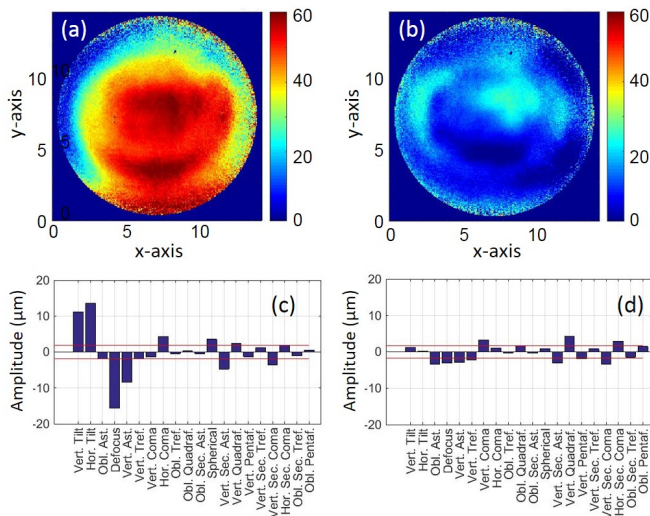 (a)
y-axis
10
5
0
10
5
0
0
5
10
x-axis
60
40
20
0
(b)
y-axis
10
5
0
0
5
10
x-axis
60
40
20
0
(c)
Amplitude (μm)
20
10
0
-10
-20
Vert. Tilt
Hor. Tilt
Obl. Ast.
Defocus
Vert. Ast.
Vert. Tref.
Vert. Coma
Hor. Coma
Obl. Tref.
Obl. Quadraf.
Obl. Sec. Ast.
Spherical
Vert. Sec. Ast.
Vert. Quadraf.
Vert. Pentaf.
Vert. Sec. Tref.
Vert. Sec. Coma
Hor. Sec. Coma
Obl. Sec. Tref.
Obl. Pentaf.
(d)
Amplitude (μm)
20
10
0
-10
-20
Vert. Tilt
Hor. Tilt
Obl. Ast.
Defocus
Vert. Ast.
Vert. Tref.
Vert. Coma
Hor. Coma
Obl. Tref.
Obl. Quadraf.
Obl. Sec. Ast.
Spherical
Vert. Sec. Ast.
Vert. Quadraf.
Vert. Pentaf.
Vert. Sec. Tref.
Vert. Sec. Coma
Hor. Sec. Coma
Obl. Sec. Tref.
Obl. Pentaf.